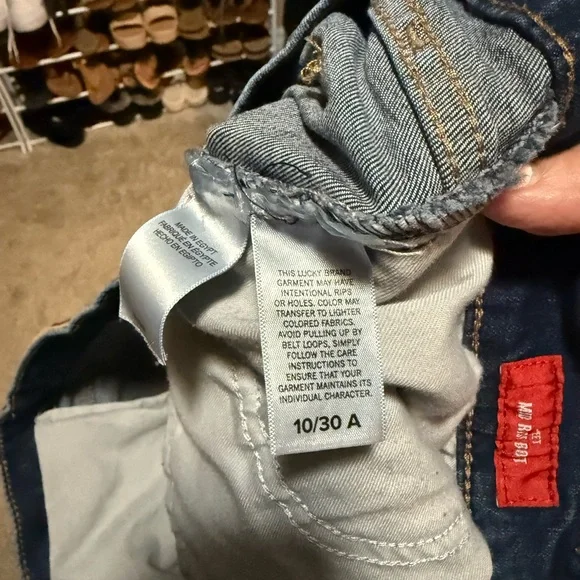 MADE IN EGYPT
FABRIQUE EN EGYPTE
HECHO EN EGIPTO
THIS LUCKY BRAND
GARMENT MAY HAVE
INTENTIONAL RIPS
OR HOLES. COLOR MAY
TRANSFER TO LIGHTER
COLORED FABRICS.
AVOID PULLING UP BY
BELT LOOPS, SIMPLY
FOLLOW THE CARE
INSTRUCTIONS TO
ENSURE THAT YOUR
GARMENT MAINTAINS ITS
INDIVIDUAL CHARACTER.
10/30 A
MID